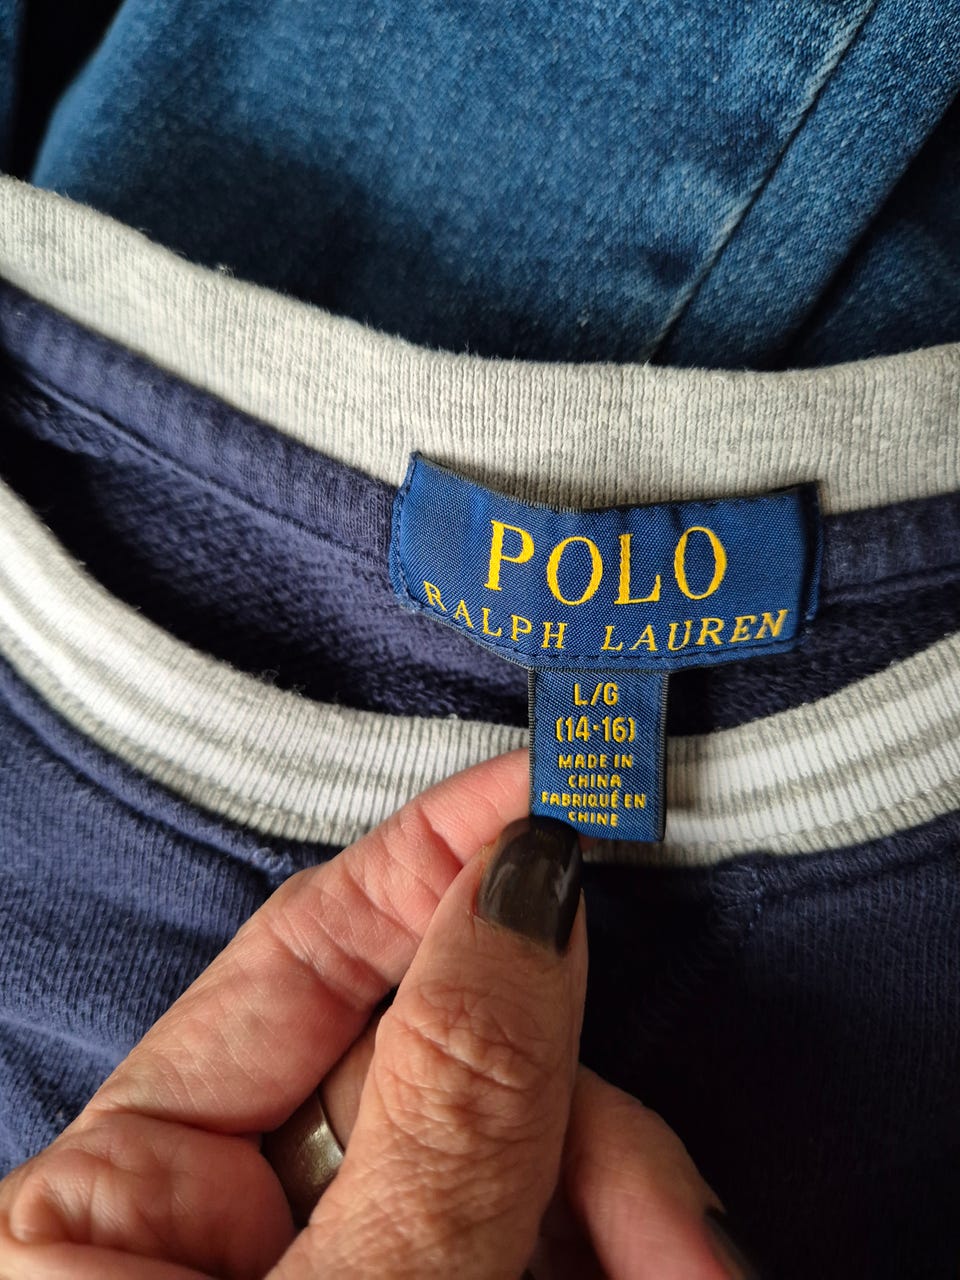 POLO
RALPH LAUREN
L/G
(14-16)
MADE IN
CHINA
FABRIQUÉ EN
CHINE